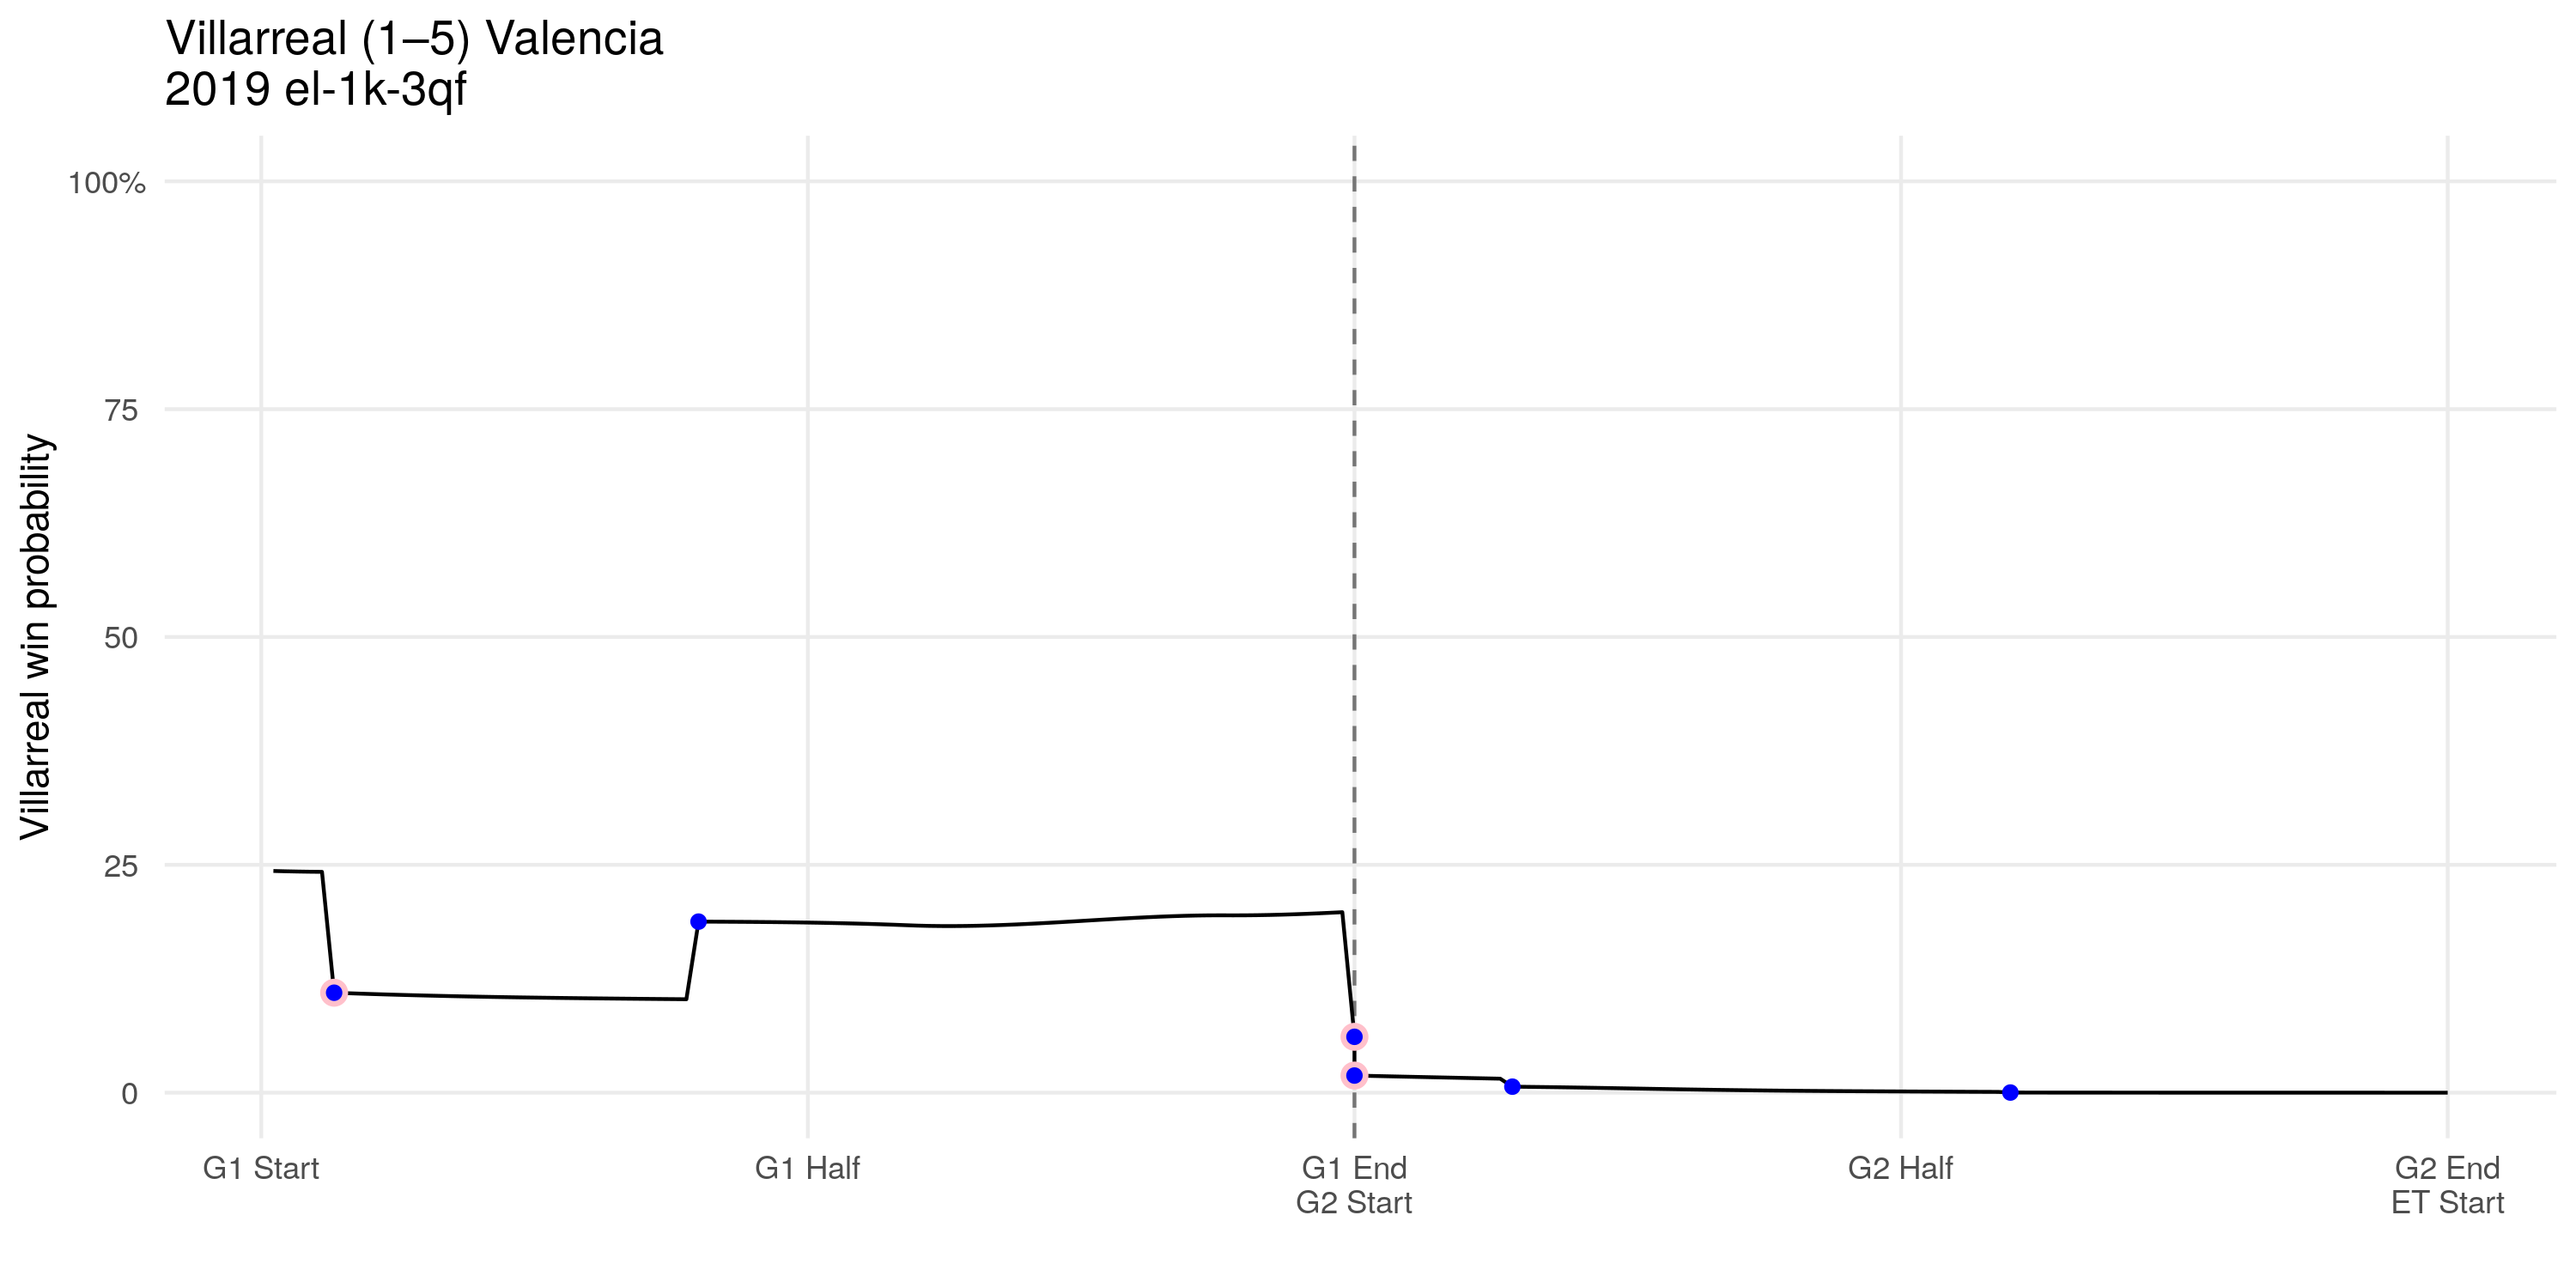 Villarreal (1–5) Valencia
2019 el-1k-3qf
Villarreal win probability
100%
75
50
25
0
G1 Start
G1 Half
G1 End
G2 Start
G2 Half
G2 End
ET Start